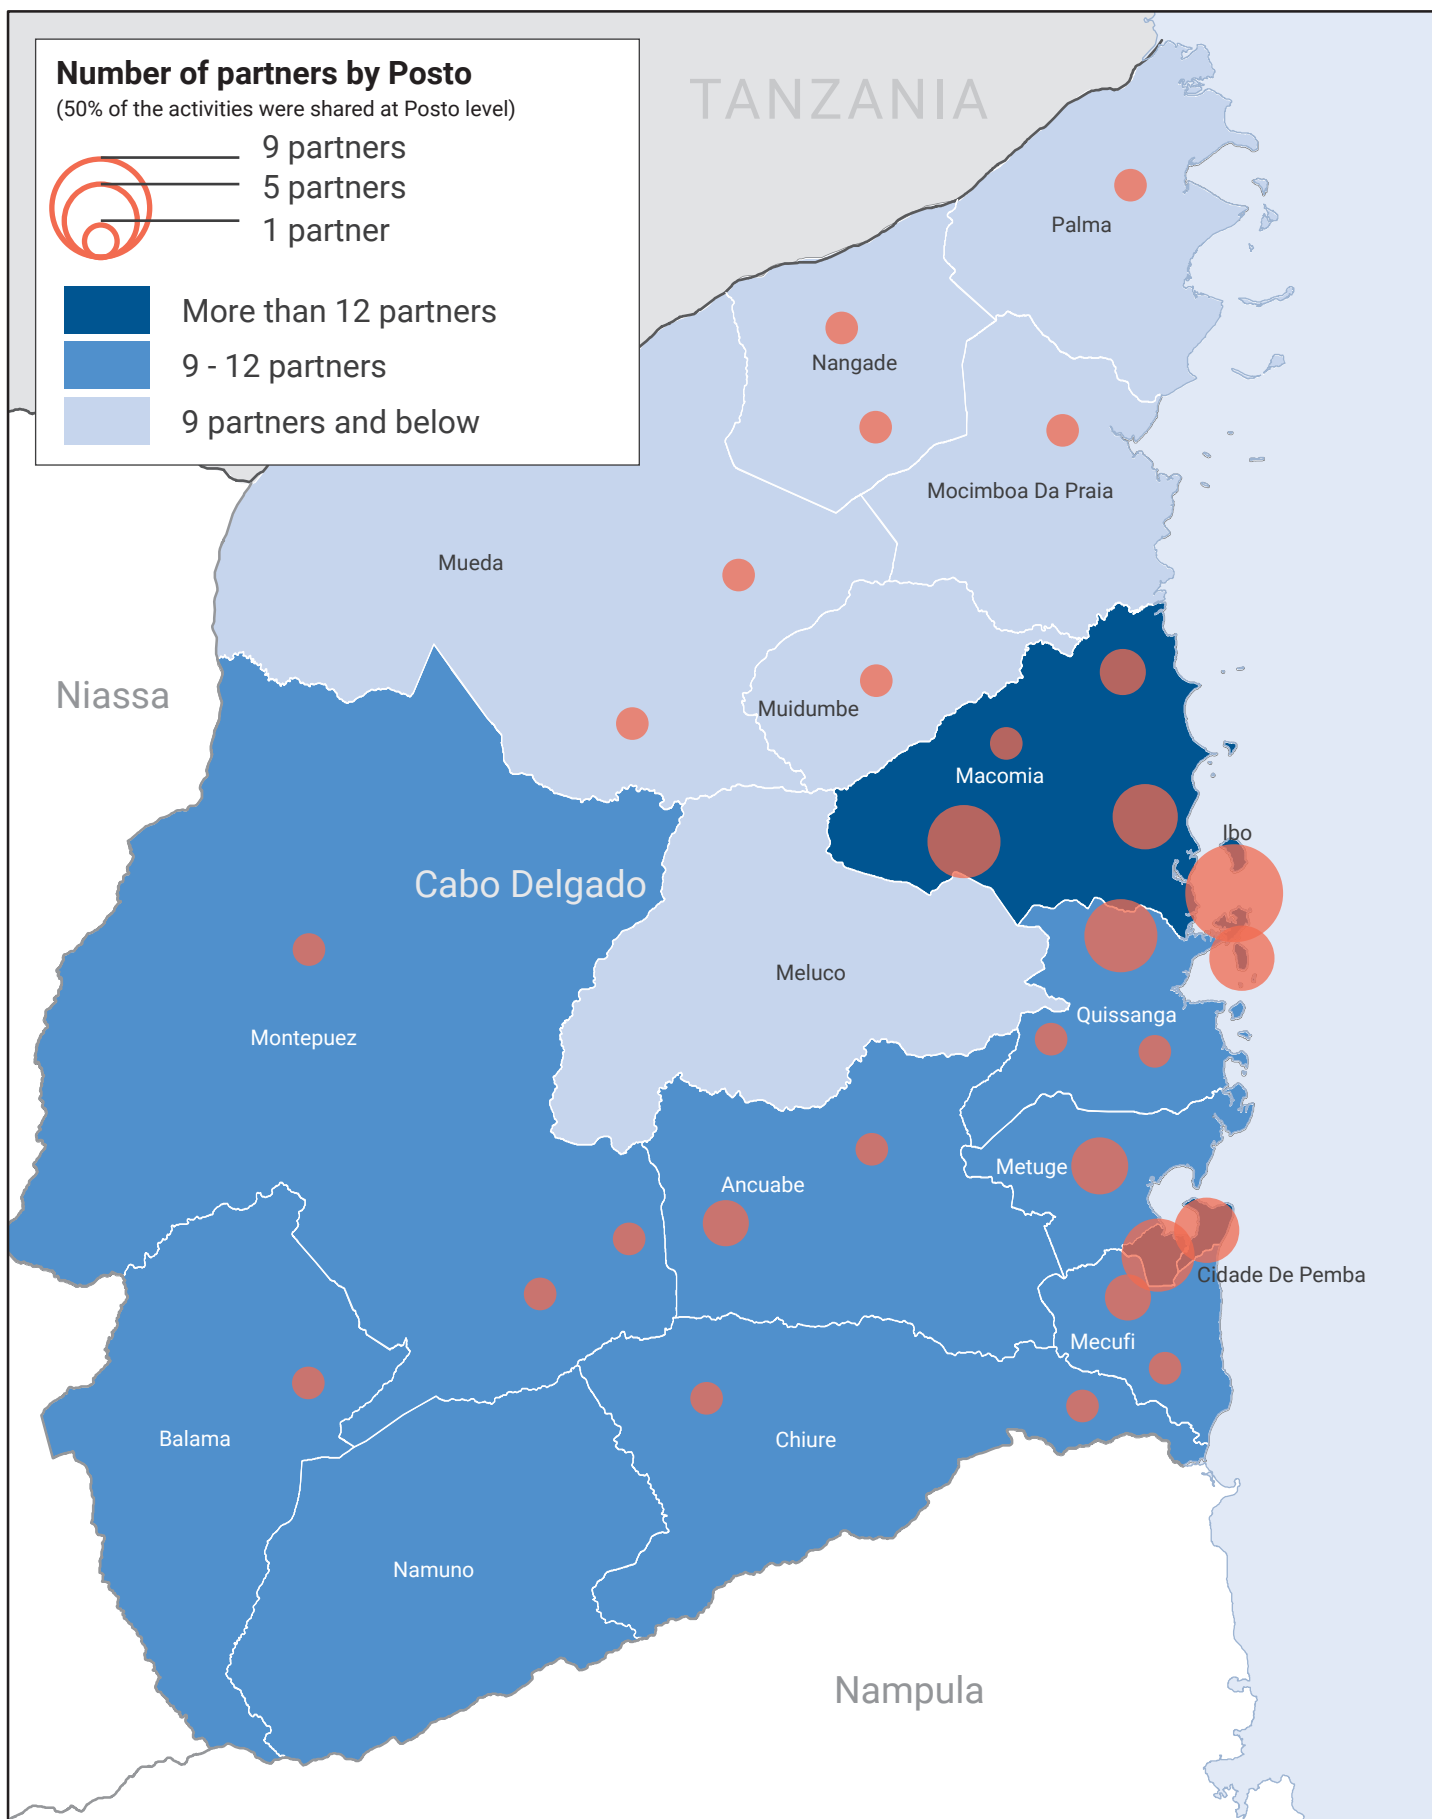 Number of partners by Posto
(50% of the activities were shared at Posto level)
9 partners
5 partners
1 partner
More than 12 partners
9 - 12 partners
9 partners and below
TANZANIA
Palma
Nangade
Mocimboa Da Praia
Mueda
Niassa
Muidumbe
Macomia
Ibo
Cabo Delgado
Meluco
Quissanga
Montepuez
Metuge
Ancuabe
Cidade De Pemba
Mecufi
Balama
Chiure
Namuno
Nampula